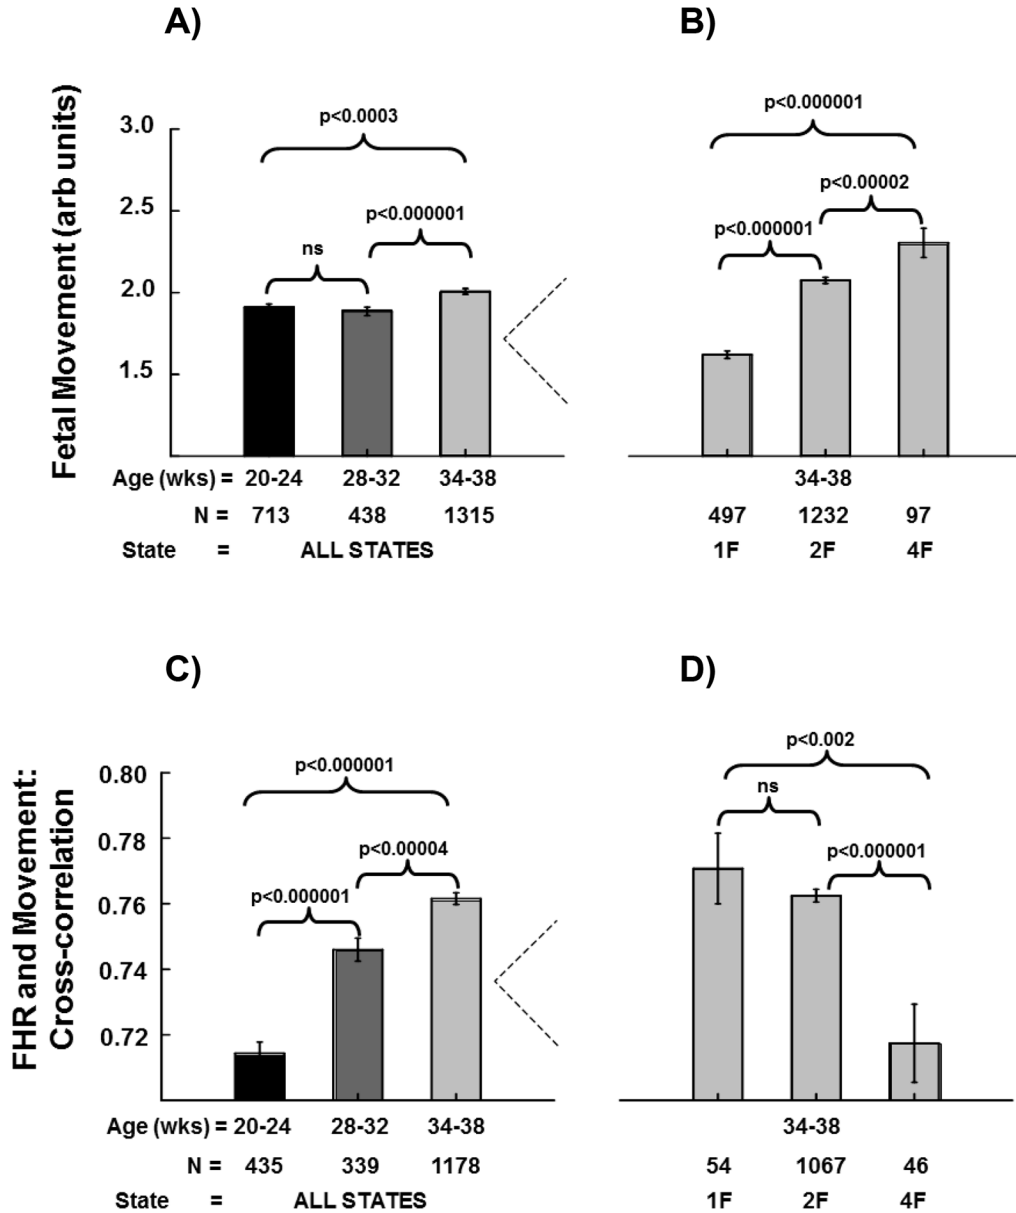 A)
B)
Fetal Movement (arb units)
3.0
2.5
2.0
1.5
p<0.0003
p<0.000001
ns
p<0.000001
p<0.00002
p<0.000001
Age (wks) = 20-24 28-32 34-38
34-38
N = 713 438 1315
497 1232 97
State = ALL STATES
1F 2F 4F
C)
D)
FHR and Movement:
Cross-correlation
0.80
0.78
0.76
0.74
0.72
p<0.000001
p<0.00004
p<0.000001
p<0.002
ns
p<0.000001
Age (wks) = 20-24 28-32 34-38
34-38
N = 435 339 1178
54 1067 46
State = ALL STATES
1F 2F 4F